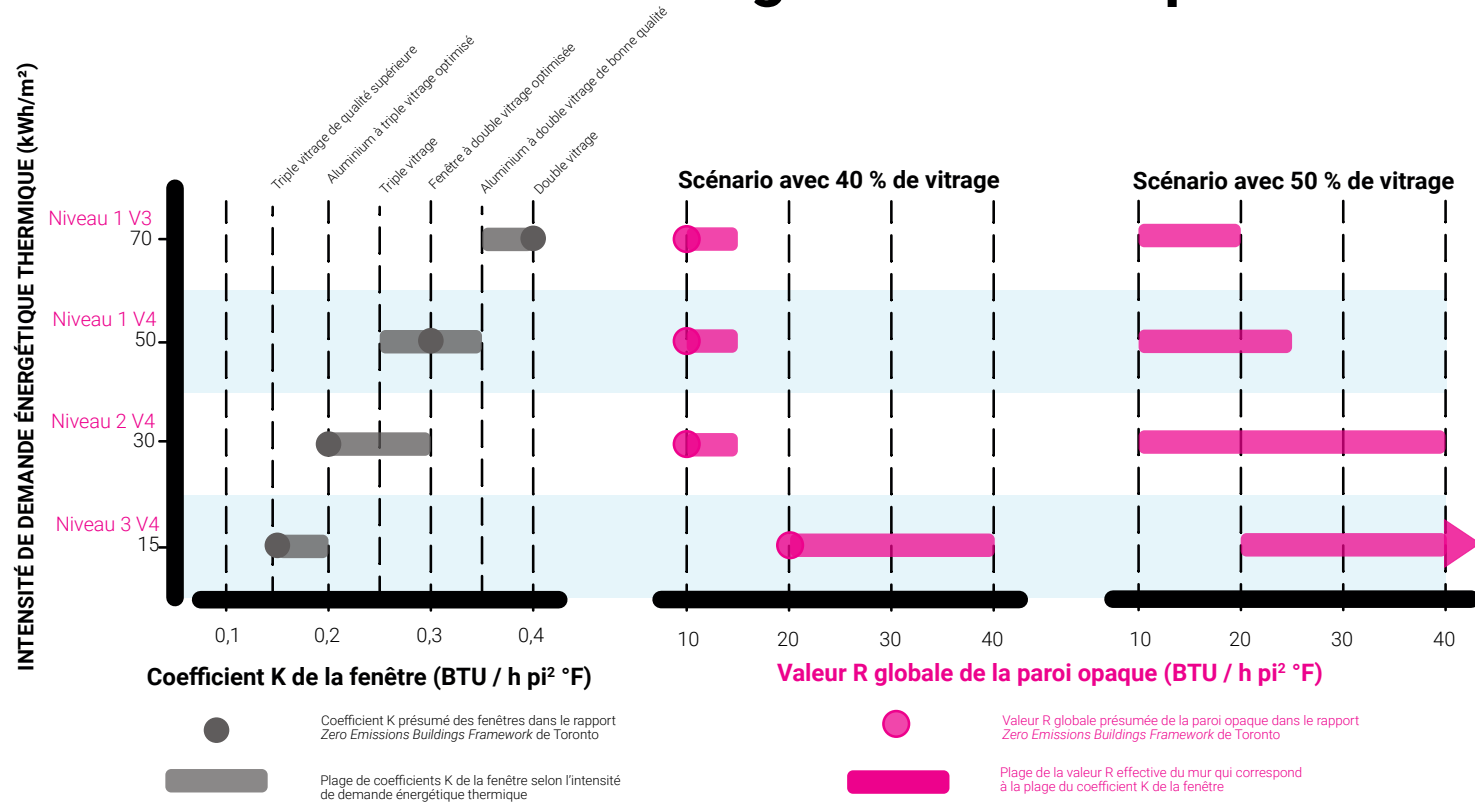 Triple vitrage de qualité supérieure
Aluminium à triple vitrage optimisé
Triple vitrage
Fenêtre à double vitrage optimisée
Aluminium à double vitrage de bonne qualité
Double vitrage
INTENSITÉ DE DEMANDE ÉNERGÉTIQUE THERMIQUE (kWh/m²)
Scénario avec 40 % de vitrage
Scénario avec 50 % de vitrage
Niveau 1 V3
70
Niveau 1 V4
50
Niveau 2 V4
30
Niveau 3 V4
15
0,1 0,2 0,3 0,4
10 20 30 40
10 20 30 40
Coefficient K de la fenêtre (BTU / h pi² °F)
Valeur R globale de la paroi opaque (BTU / h pi² °F)
Coefficient K présumé des fenêtres dans le rapport
Zero Emissions Buildings Framework de Toronto
Plage de coefficients K de la fenêtre selon l'intensité
de demande énergétique thermique
Valeur R globale présumée de la paroi opaque dans le rapport
Zero Emissions Buildings Framework de Toronto
Plage de la valeur R effective du mur qui correspond
à la plage du coefficient K de la fenêtre